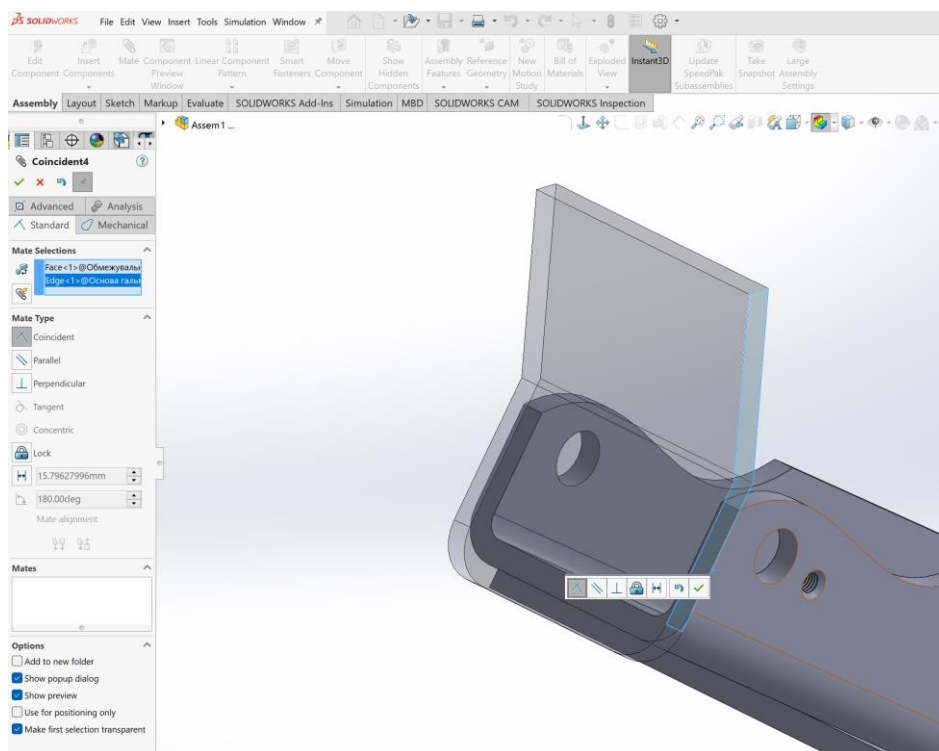 SOLIDWORKS File Edit View Insert Tools Simulation Window
Edit Component
Insert Components
Mate
Component Preview Window
Linear Component Pattern
Smart Fasteners
Move Component
Show Hidden Components
Assembly Features
Reference Geometry
New Motion Study
Bill of Materials
Exploded View
Instant3D
Update SpeedPak Subassemblies
Take Snapshot
Large Assembly Settings
Assembly Layout Sketch Markup Evaluate SOLIDWORKS Add-Ins Simulation MBD SOLIDWORKS CAM SOLIDWORKS Inspection
Assem1 ...
Coincident4
Advanced Analysis
Standard Mechanical
Mate Selections
Face<1>@Обмежувальн
Edge<1>@Основа гальм
Mate Type
Coincident
Parallel
Perpendicular
Tangent
Concentric
Lock
15.79627996mm
180.00deg
Mate alignment:
Mates
Options
Add to new folder
Show popup dialog
Show preview
Use for positioning only
Make first selection transparent